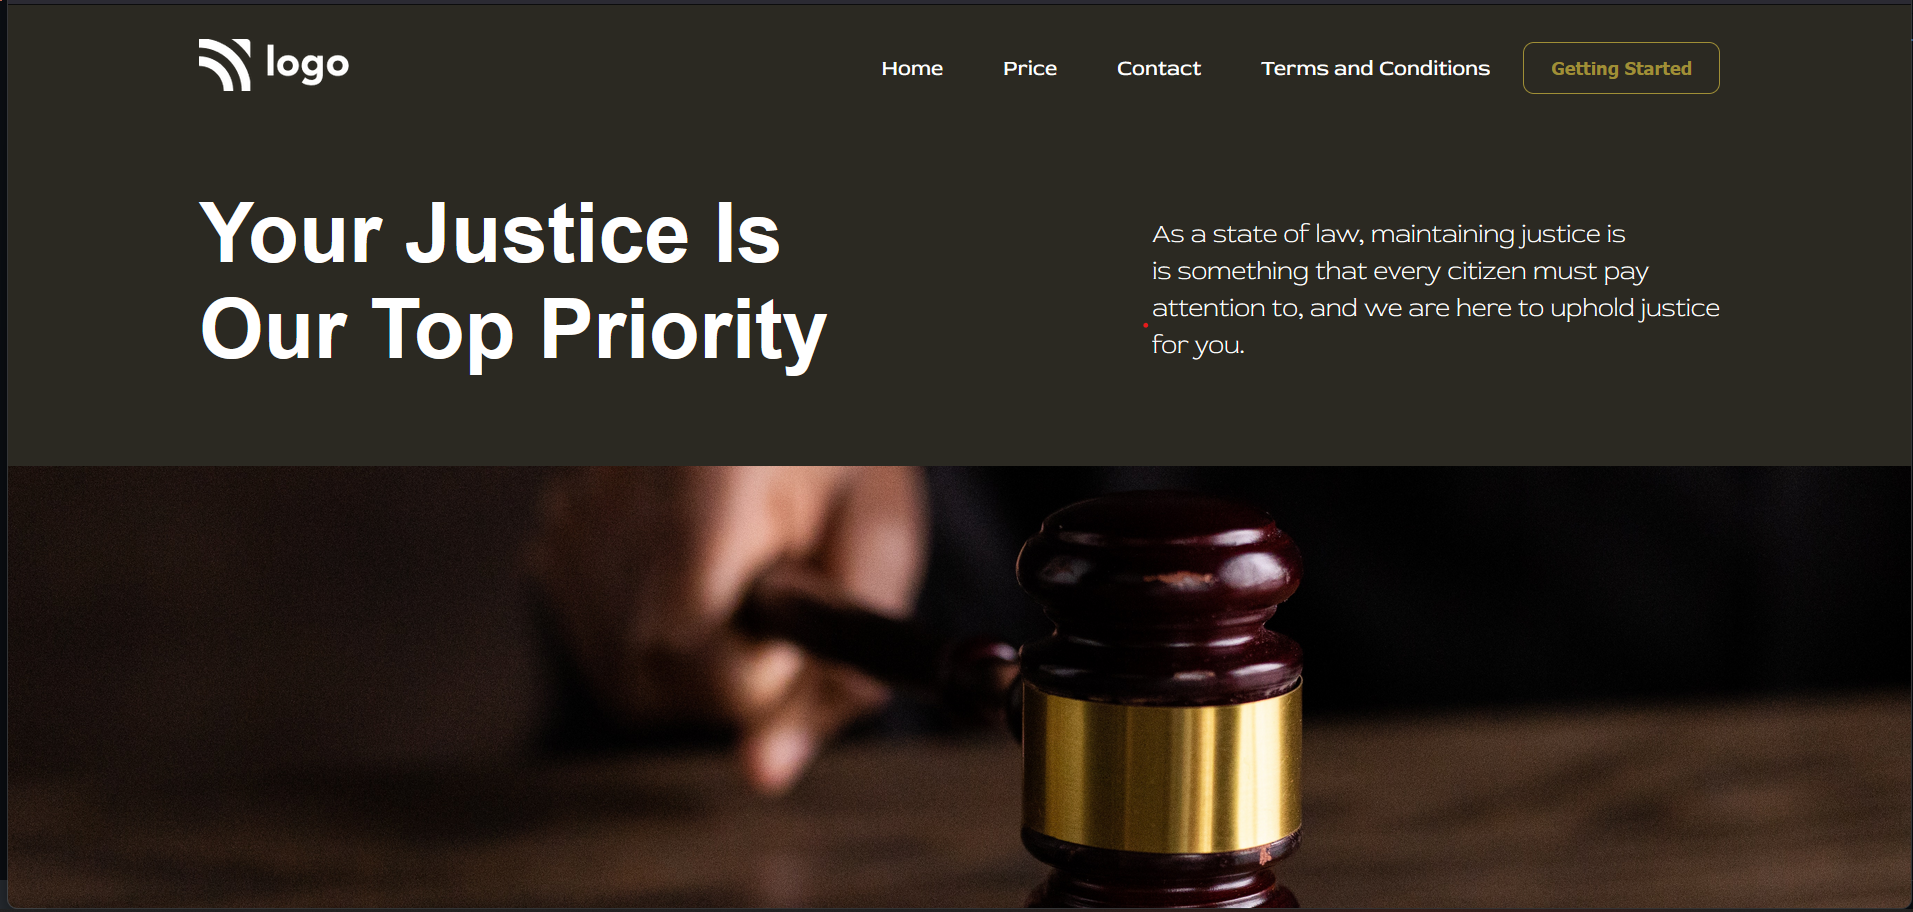 logo
Home Price Contact Terms and Conditions Getting Started
Your Justice Is
Our Top Priority
As a state of law, maintaining justice is
is something that every citizen must pay
attention to, and we are here to uphold justice
for you.